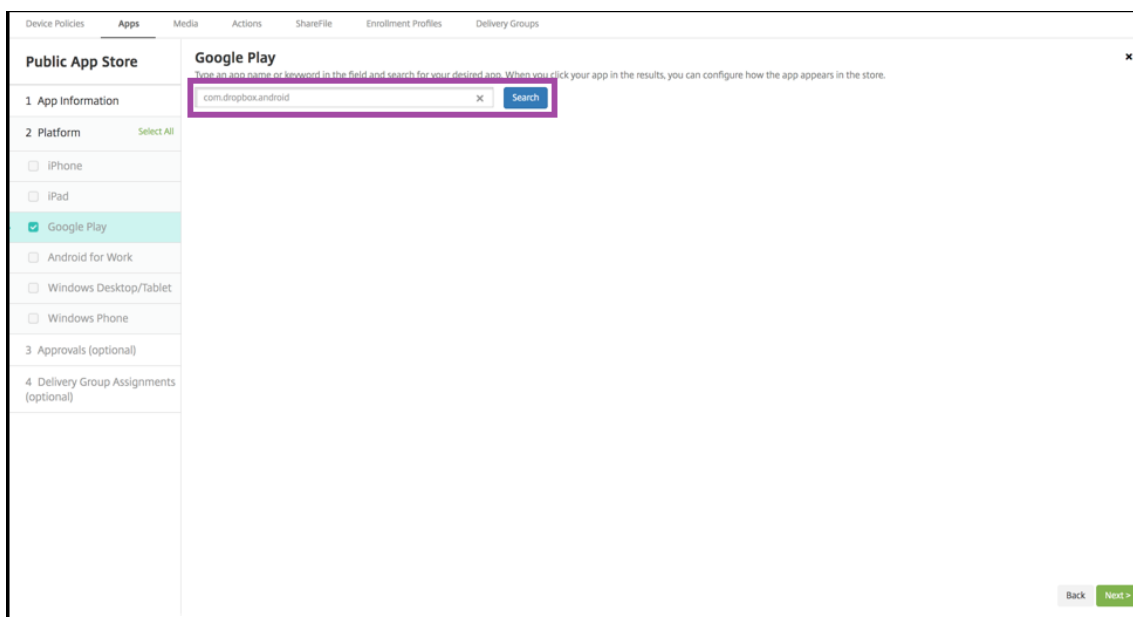 Device Policies Apps Media Actions ShareFile Enrollment Profiles Delivery Groups
Public App Store
1 App Information
2 Platform Select All
iPhone
iPad
Google Play
Android for Work
Windows Desktop/Tablet
Windows Phone
3 Approvals (optional)
4 Delivery Group Assignments
(optional)
Google Play
Type an app name or keyword in the field and search for your desired app. When you click your app in the results, you can configure how the app appears in the store.
com.dropbox.android Search
Back Next >